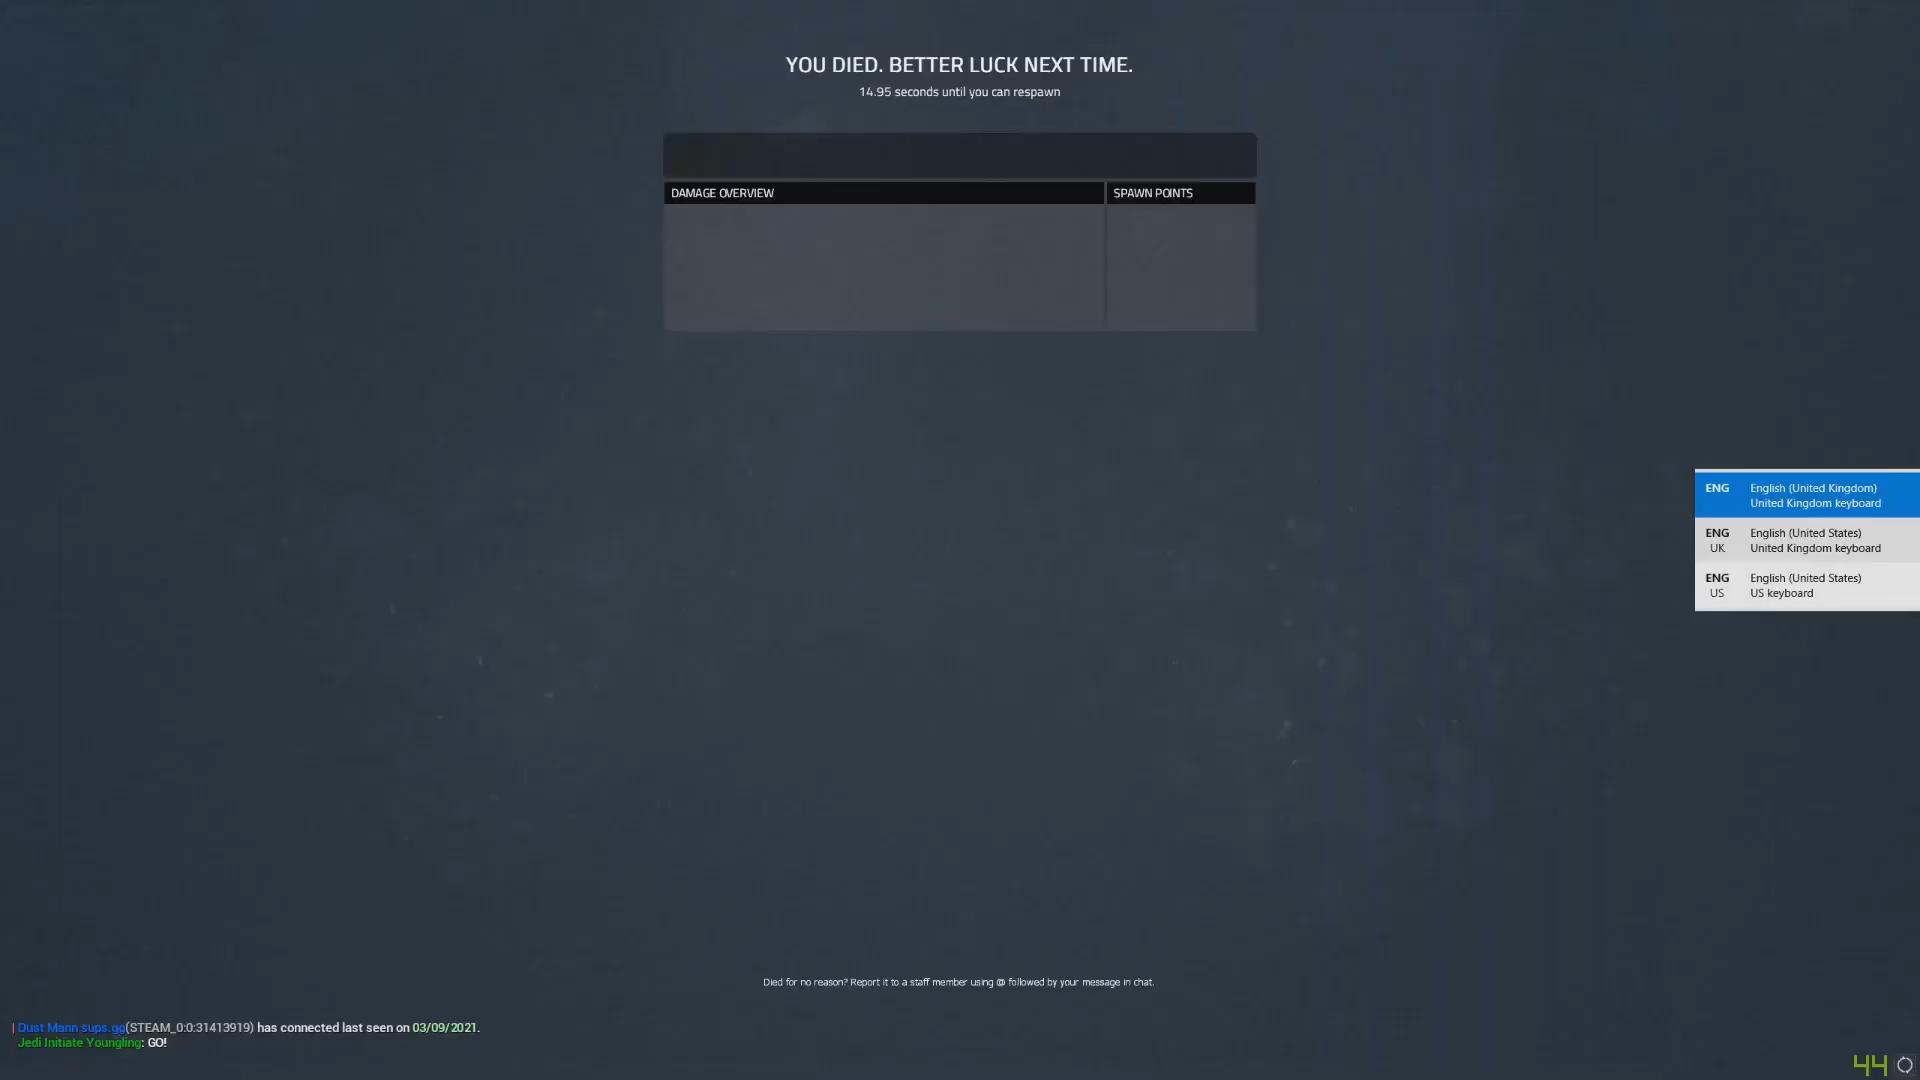 YOU DIED. BETTER LUCK NEXT TIME.
14.95 seconds until you can respawn
DAMAGE OVERVIEW
SPAWN POINTS
ENG English (United Kingdom)
United Kingdom keyboard
ENG English (United States)
UK United Kingdom keyboard
ENG English (United States)
US US keyboard
Died for no reason? Report it to a staff member using @ followed by your message in chat.
| Dust Mann sups.gg(STEAM_0:0:31413919) has connected last seen on 03/09/2021.
Jedi Initiate Youngling: GO!
44